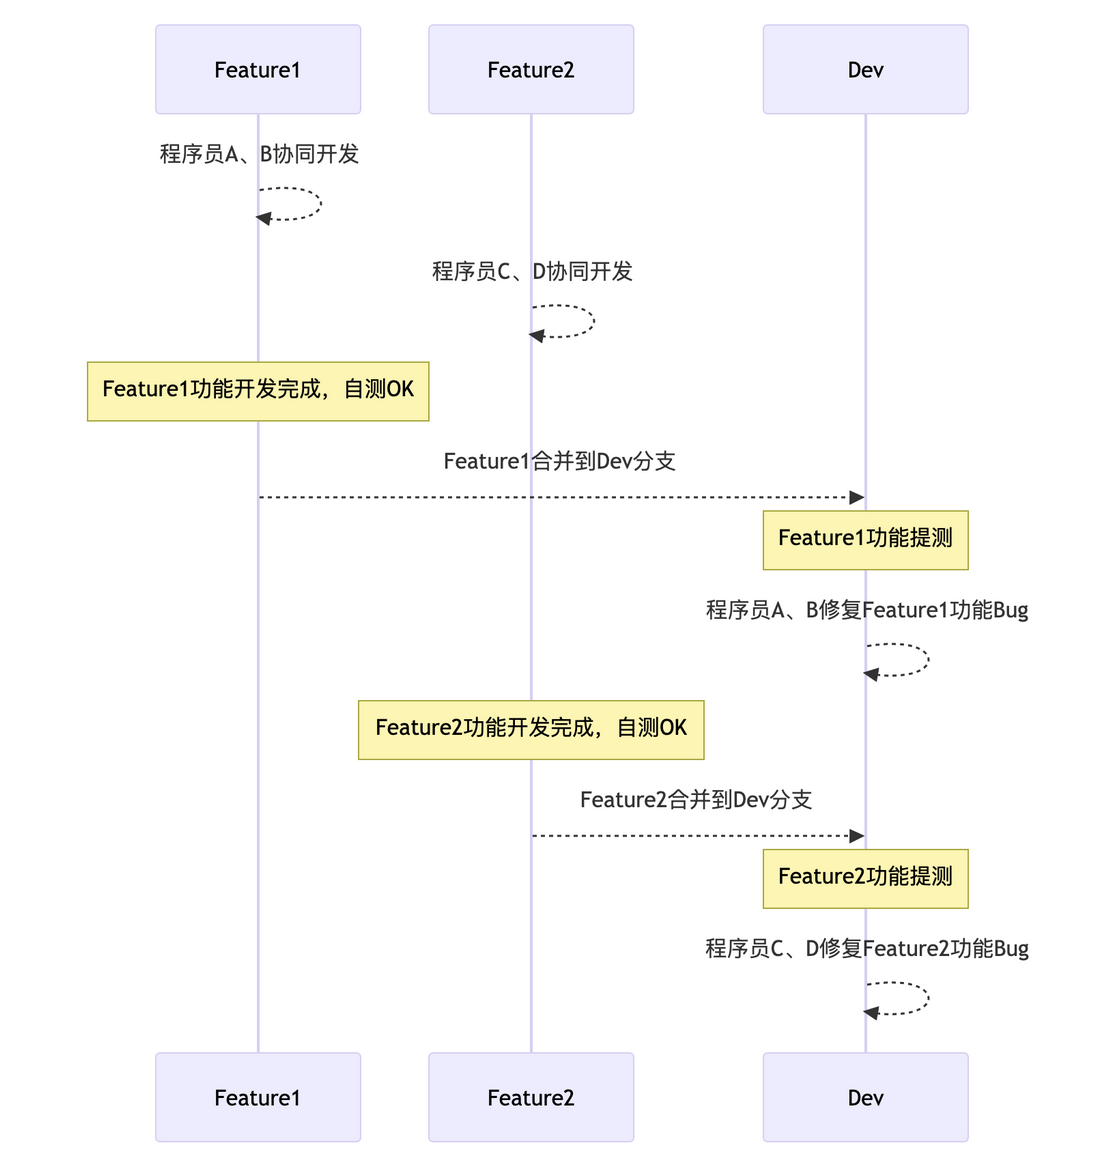 Feature1
Feature2
Dev
程序员A、B协同开发
程序员C、D协同开发
Feature1功能开发完成，自测OK
Feature1合并到Dev分支
Feature1功能提测
程序员A、B修复Feature1功能Bug
Feature2功能开发完成，自测OK
Feature2合并到Dev分支
Feature2功能提测
程序员C、D修复Feature2功能Bug
Feature1
Feature2
Dev